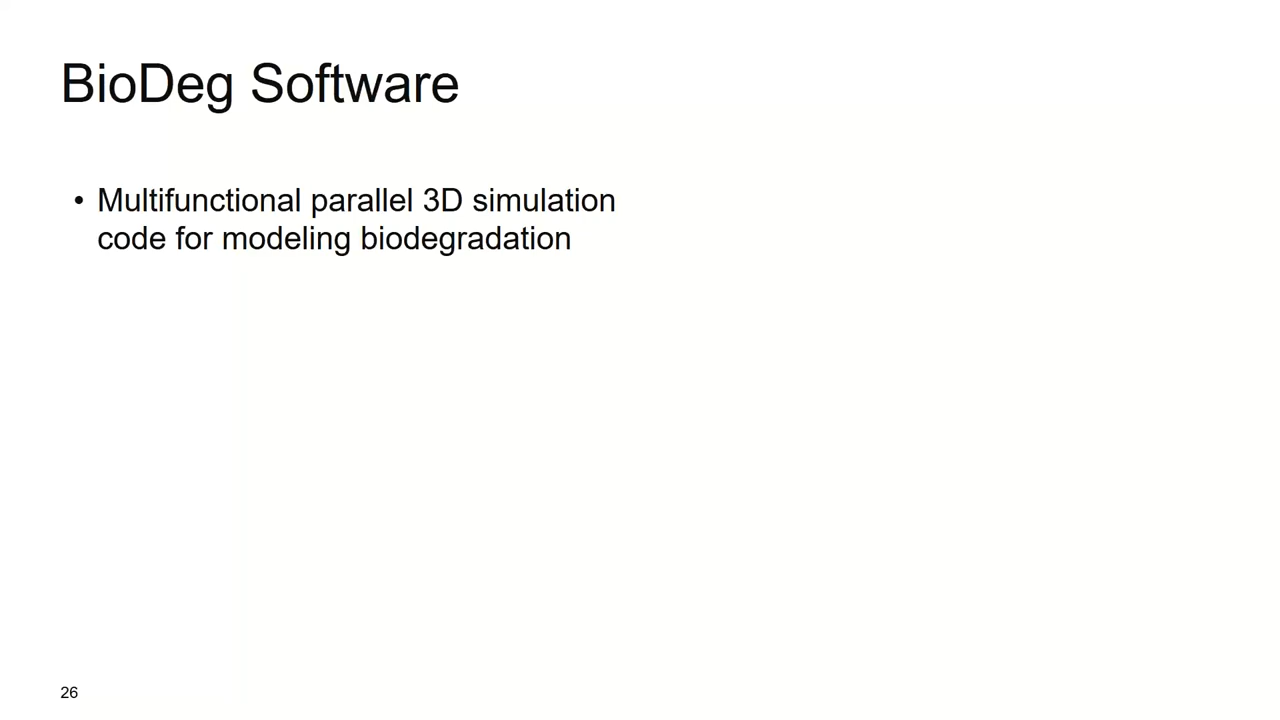 BioDeg Software
• Multifunctional parallel 3D simulation
code for modeling biodegradation
26